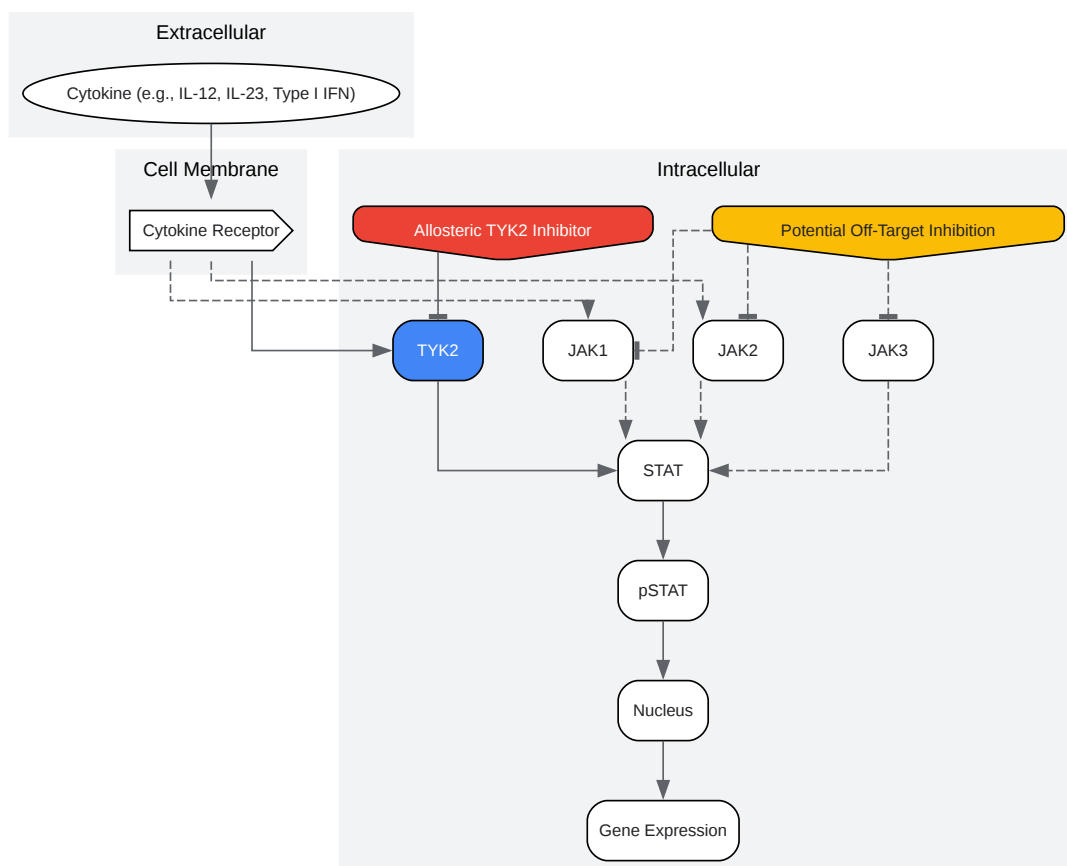 Extracellular
Cytokine (e.g., IL-12, IL-23, Type I IFN)
Cell Membrane
Intracellular
Cytokine Receptor
Allosteric TYK2 Inhibitor
Potential Off-Target Inhibition
TYK2
JAK1
JAK2
JAK3
STAT
pSTAT
Nucleus
Gene Expression